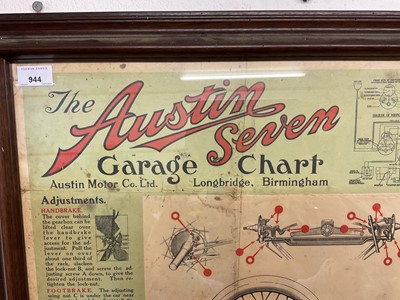 944
The Austin
Seven
Garage Chart
Austin Motor Co. Ltd. Longbridge, Birmingham
Adjustments.
HANDBRAKE.
The cover behind
the gearbox can be
lifted clear over
the handbrake
lever to give
access for the ad-
justment. Pull the
lever on over
about one third of
the rack, slacken
the lock-nut B, and screw the adjusting
screw A down, to give the
desired adjustment. Then re-
tighten the lock-nut.
FOOTBRAKE. The adjusting
wing nut C is under the car near